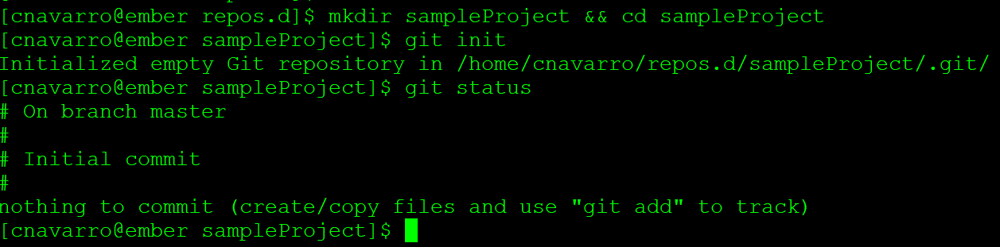 [cnavarro@ember repos.d]$ mkdir sampleProject && cd sampleProject
[cnavarro@ember sampleProject]$ git init
Initialized empty Git repository in /home/cnavarro/repos.d/sampleProject/.git/
[cnavarro@ember sampleProject]$ git status
# On branch master
#
# Initial commit
#
nothing to commit (create/copy files and use "git add" to track)
[cnavarro@ember sampleProject]$